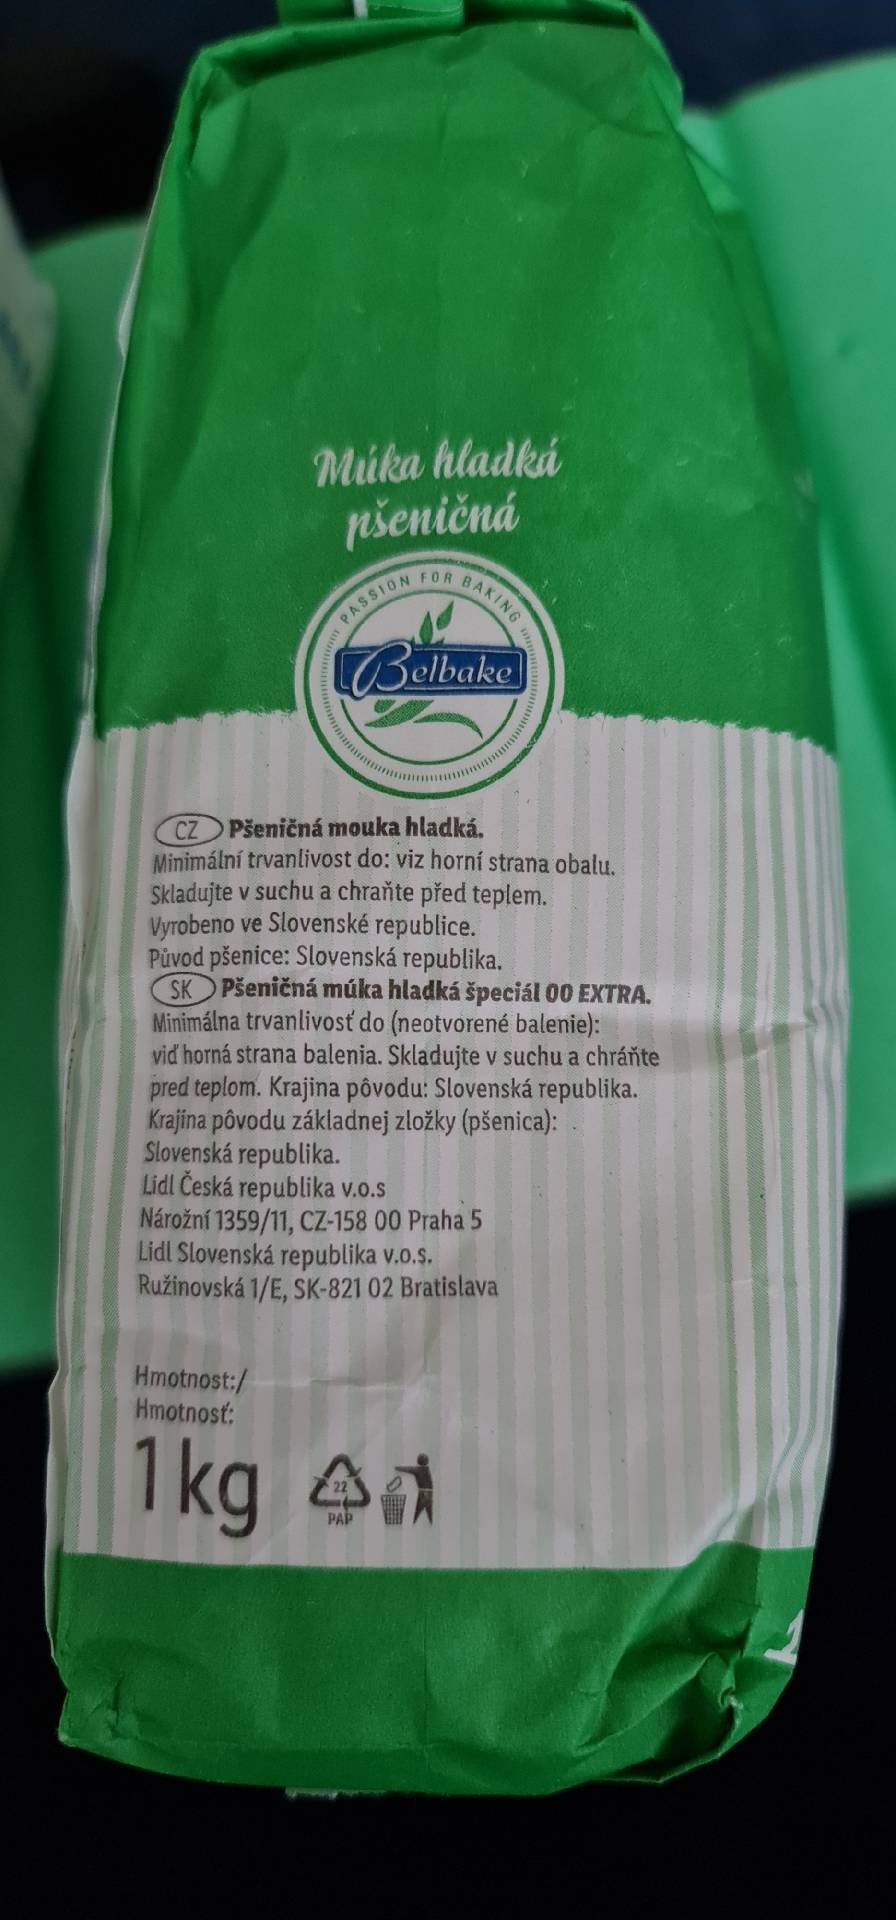 Múka hladká
pšeničná
PASSION FOR BAKING
Belbake
CZ Pšeničná mouka hladká.
Minimální trvanlivost do: viz horní strana obalu.
Skladujte v suchu a chraňte před teplem.
Vyrobeno ve Slovenské republice.
Původ pšenice: Slovenská republika.
SK Pšeničná múka hladká špeciál 00 EXTRA.
Minimálna trvanlivosť do (neotvorené balenie):
viď horná strana balenia. Skladujte v suchu a chráňte
pred teplom. Krajina pôvodu: Slovenská republika.
Krajina pôvodu základnej zložky (pšenica):
Slovenská republika.
Lidl Česká republika v.o.s
Nárožní 1359/11, CZ-158 00 Praha 5
Lidl Slovenská republika v.o.s.
Ružinovská 1/E, SK-821 02 Bratislava
Hmotnost:/
Hmotnosť:
1 kg
22
PAP